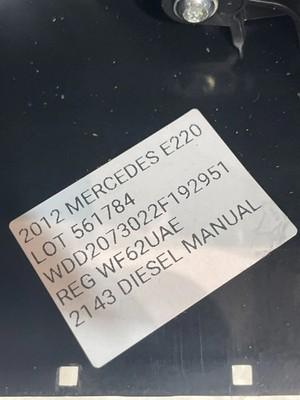 2012 MERCEDES E220
LOT 561784
WDD2073022F192951
REG WF62UAE
2143 DIESEL MANUAL